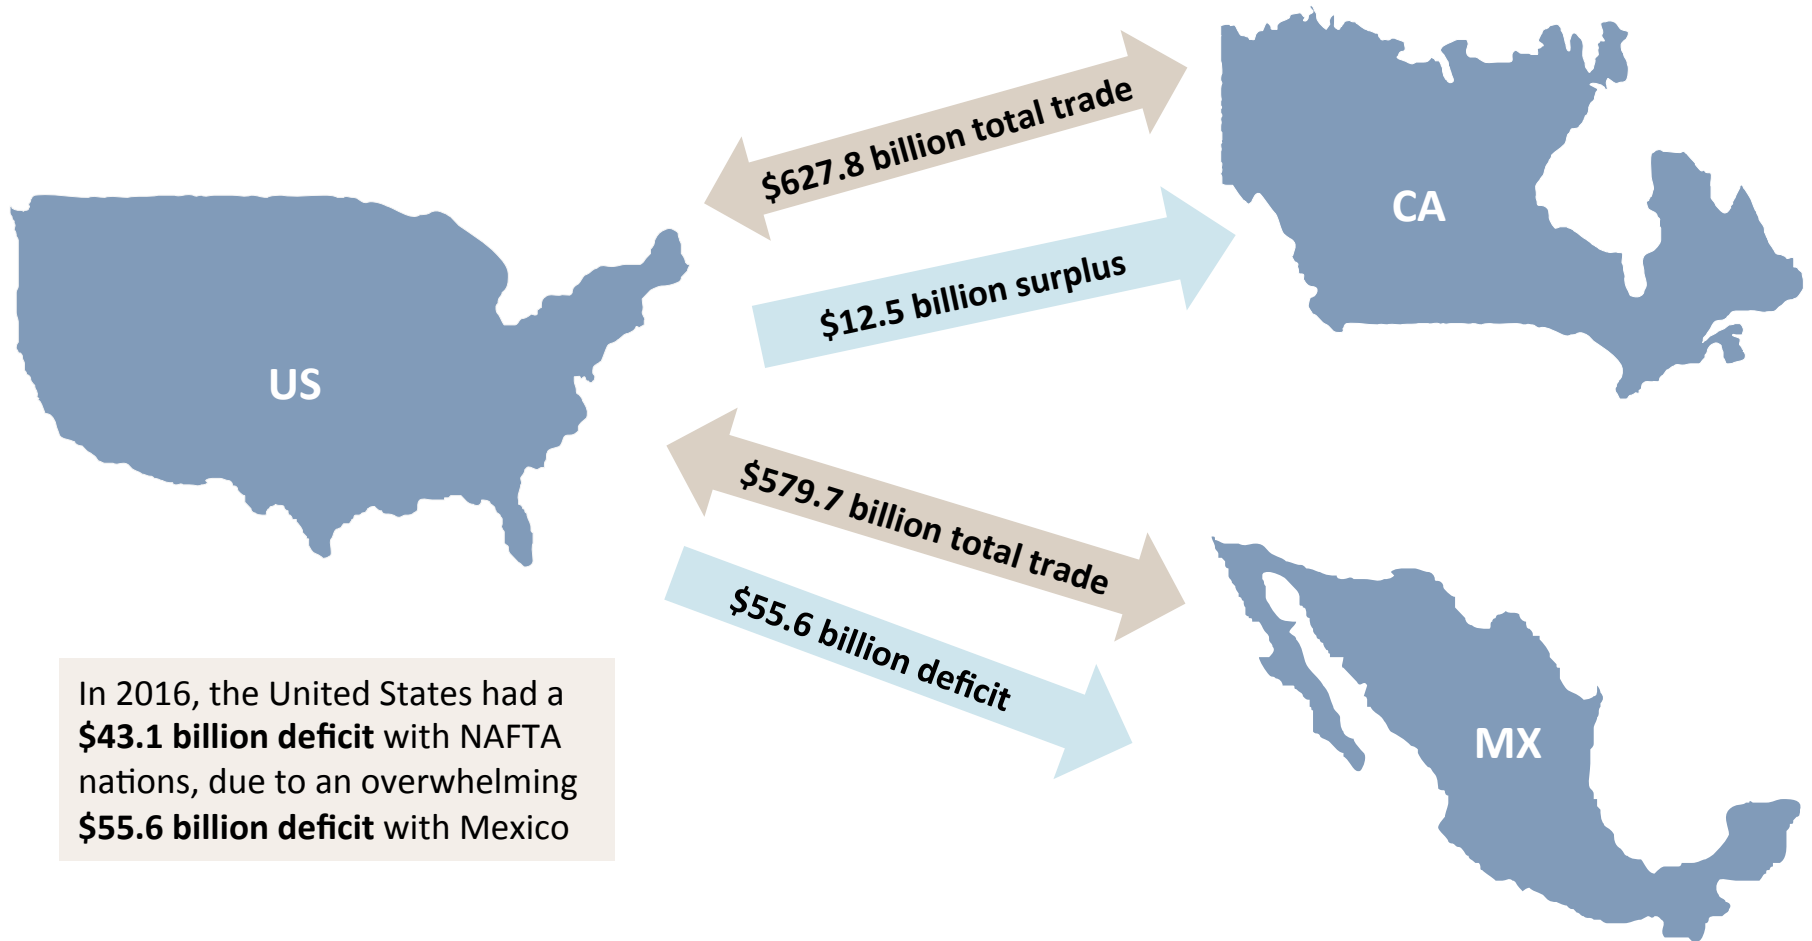 $627.8 billion total trade
CA
$12.5 billion surplus
US
$579.7 billion total trade
$55.6 billion deficit
MX
In 2016, the United States had a
$43.1 billion deficit with NAFTA
nations, due to an overwhelming
$55.6 billion deficit with Mexico